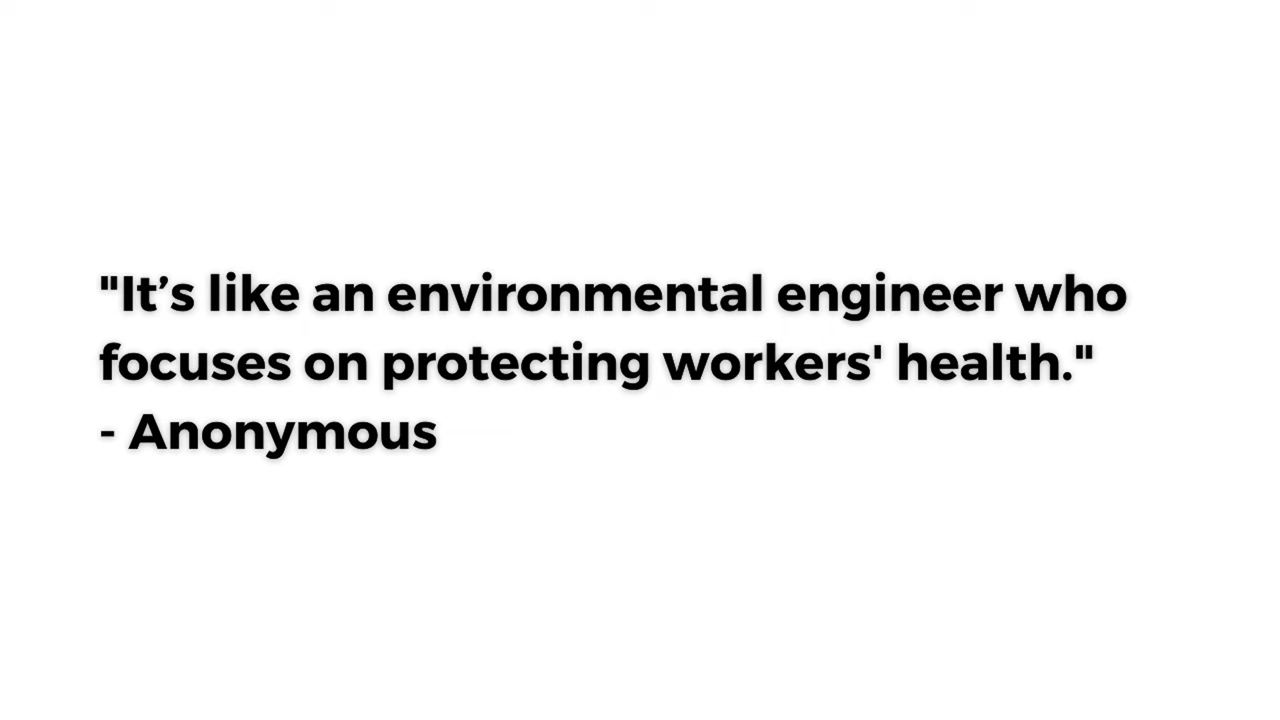 "It’s like an environmental engineer who
focuses on protecting workers' health."
- Anonymous